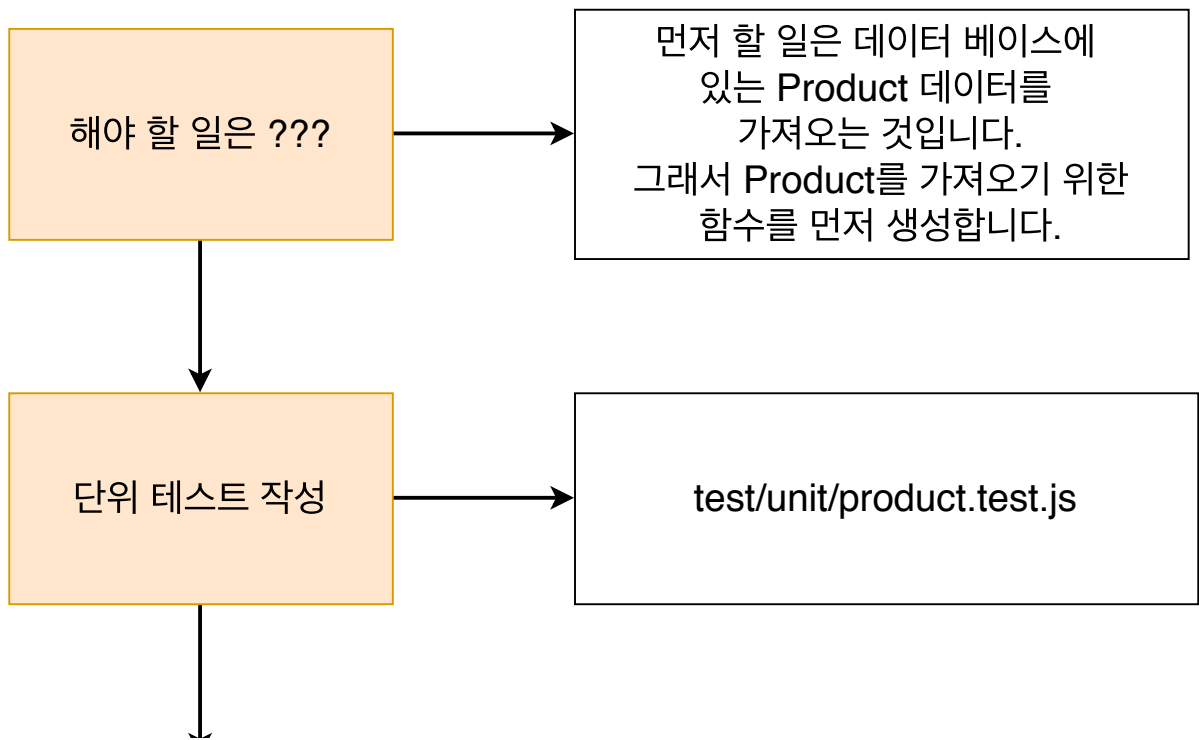 해야 할 일은 ???
먼저 할 일은 데이터 베이스에
있는 Product 데이터를
가져오는 것입니다.
그래서 Product를 가져오기 위한
함수를 먼저 생성합니다.
단위 테스트 작성
test/unit/product.test.js